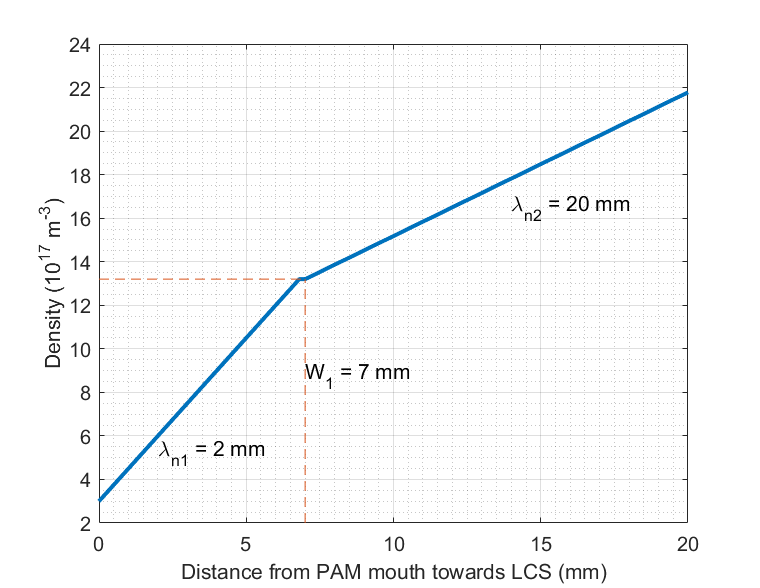 24
22
20
18
16
14
12
10
8
6
4
2
Density (10^17 m^-3)
λn2 = 20 mm
W1 = 7 mm
λn1 = 2 mm
0 5 10 15 20
Distance from PAM mouth towards LCS (mm)